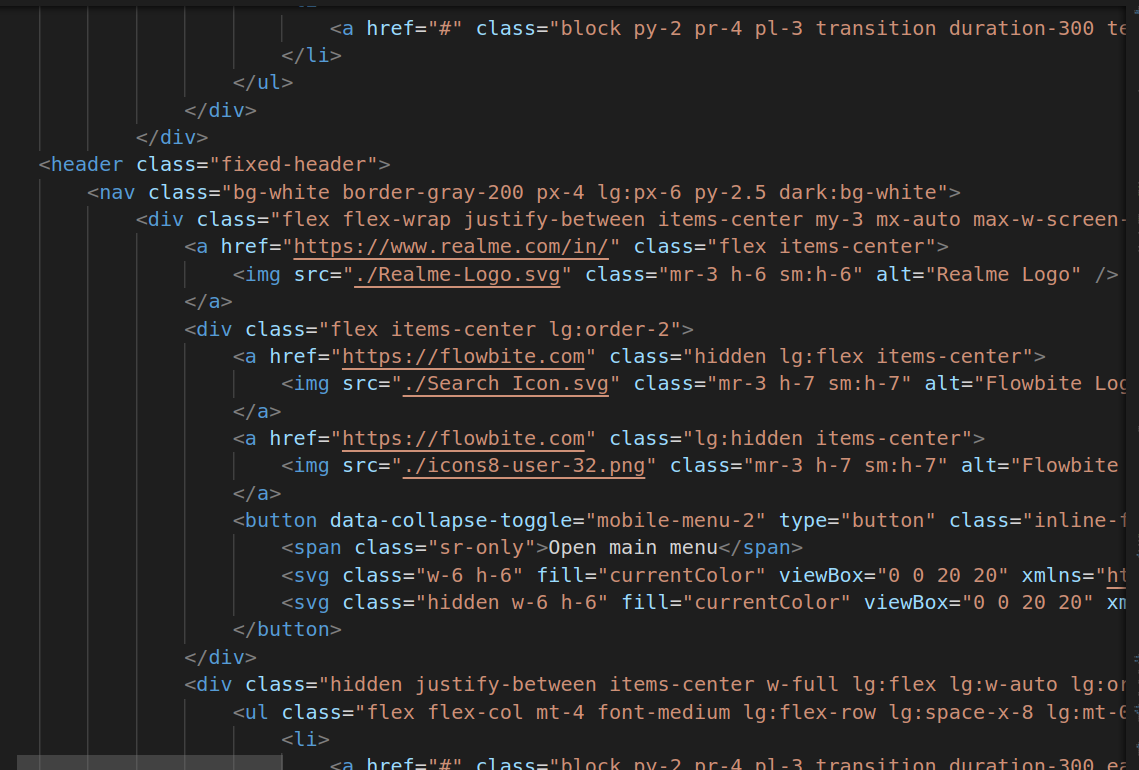 <a href="#" class="block py-2 pr-4 pl-3 transition duration-300
</li>
</ul>
</div>
</div>
<header class="fixed-header">
<nav class="bg-white border-gray-200 px-4 lg:px-6 py-2.5 dark:bg-white">
<div class="flex flex-wrap justify-between items-center my-3 mx-auto max-w-screen-
<a href="https://www.realme.com/in/" class="flex items-center">
<img src="./Realme-Logo.svg" class="mr-3 h-6 sm:h-6" alt="Realme Logo" />
</a>
<div class="flex items-center lg:order-2">
<a href="https://flowbite.com" class="hidden lg:flex items-center">
<img src="./Search Icon.svg" class="mr-3 h-7 sm:h-7" alt="Flowbite Log
</a>
<a href="https://flowbite.com" class="lg:hidden items-center">
<img src="./icons8-user-32.png" class="mr-3 h-7 sm:h-7" alt="Flowbite
</a>
<button data-collapse-toggle="mobile-menu-2" type="button" class="inline-f
<span class="sr-only">Open main menu</span>
<svg class="w-6 h-6" fill="currentColor" viewBox="0 0 20 20" xmlns="ht
<svg class="hidden w-6 h-6" fill="currentColor" viewBox="0 0 20 20" xm
</button>
</div>
<div class="hidden justify-between items-center w-full lg:flex lg:w-auto lg:or
<ul class="flex flex-col mt-4 font-medium lg:flex-row lg:space-x-8 lg:mt-0
<li>
<a href="#" class="block py-2 pr-4 pl-3 transition duration-300